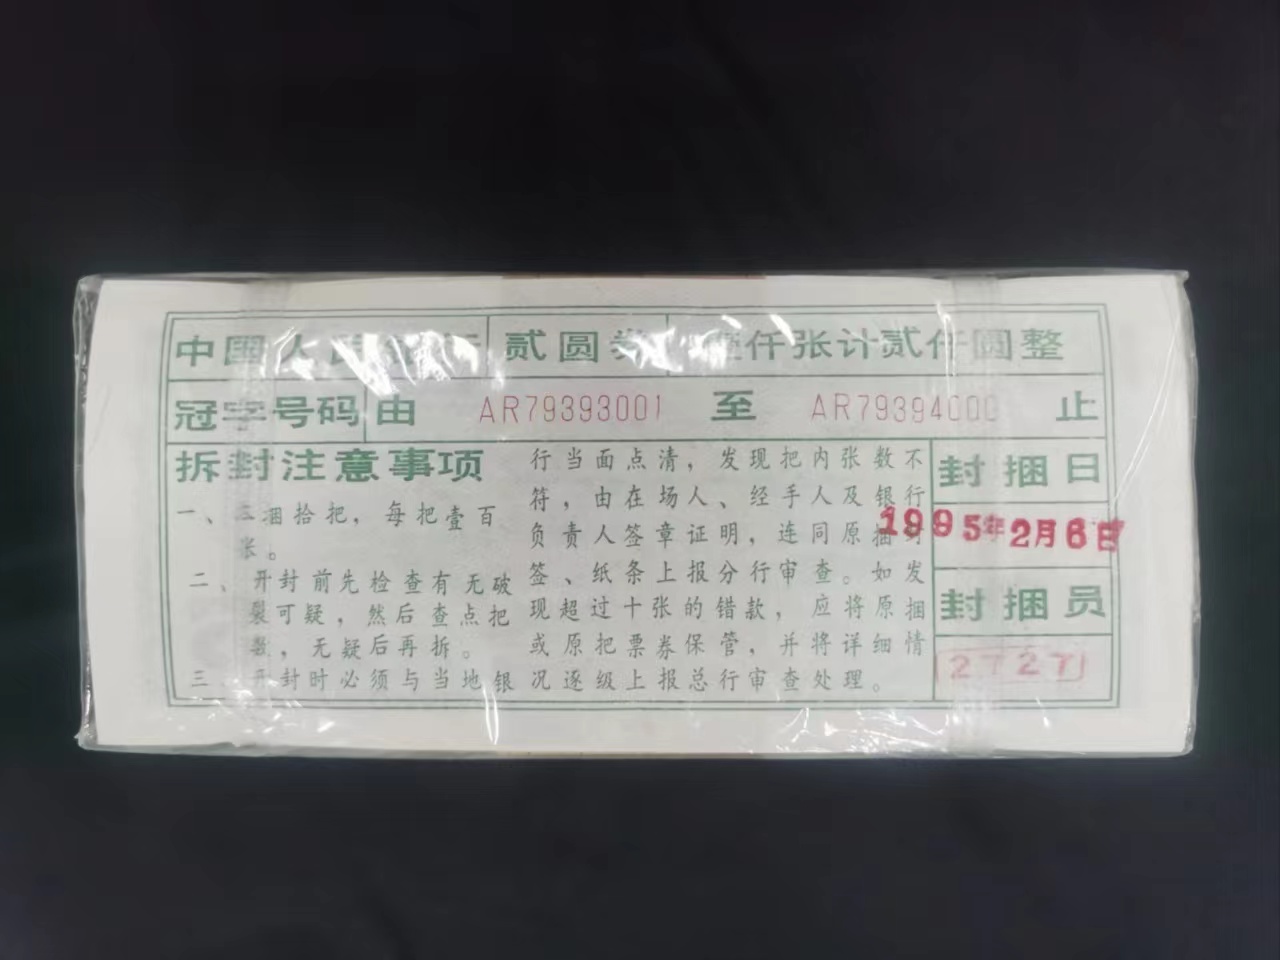 中国人民银行 贰圆券 壹仟张计贰仟圆整
冠字号码 由 AR79393001 至 AR79394000 止
拆封注意事项
一、每捆拾把，每把壹百
张。
二、开封前先检查有无破
裂可疑，然后查点把
数，无疑后再拆。
三、开封时必须与当地银
行当面点清，发现把内张数不
符，由在场人、经手人及银行
负责人签章证明，连同原捆封
签、纸条上报分行审查。如发
现超过十张的错款，应将原捆
或原把票券保管，并将详细情
况逐级上报总行审查处理。
封捆日
1995年2月6日
封捆员
2727